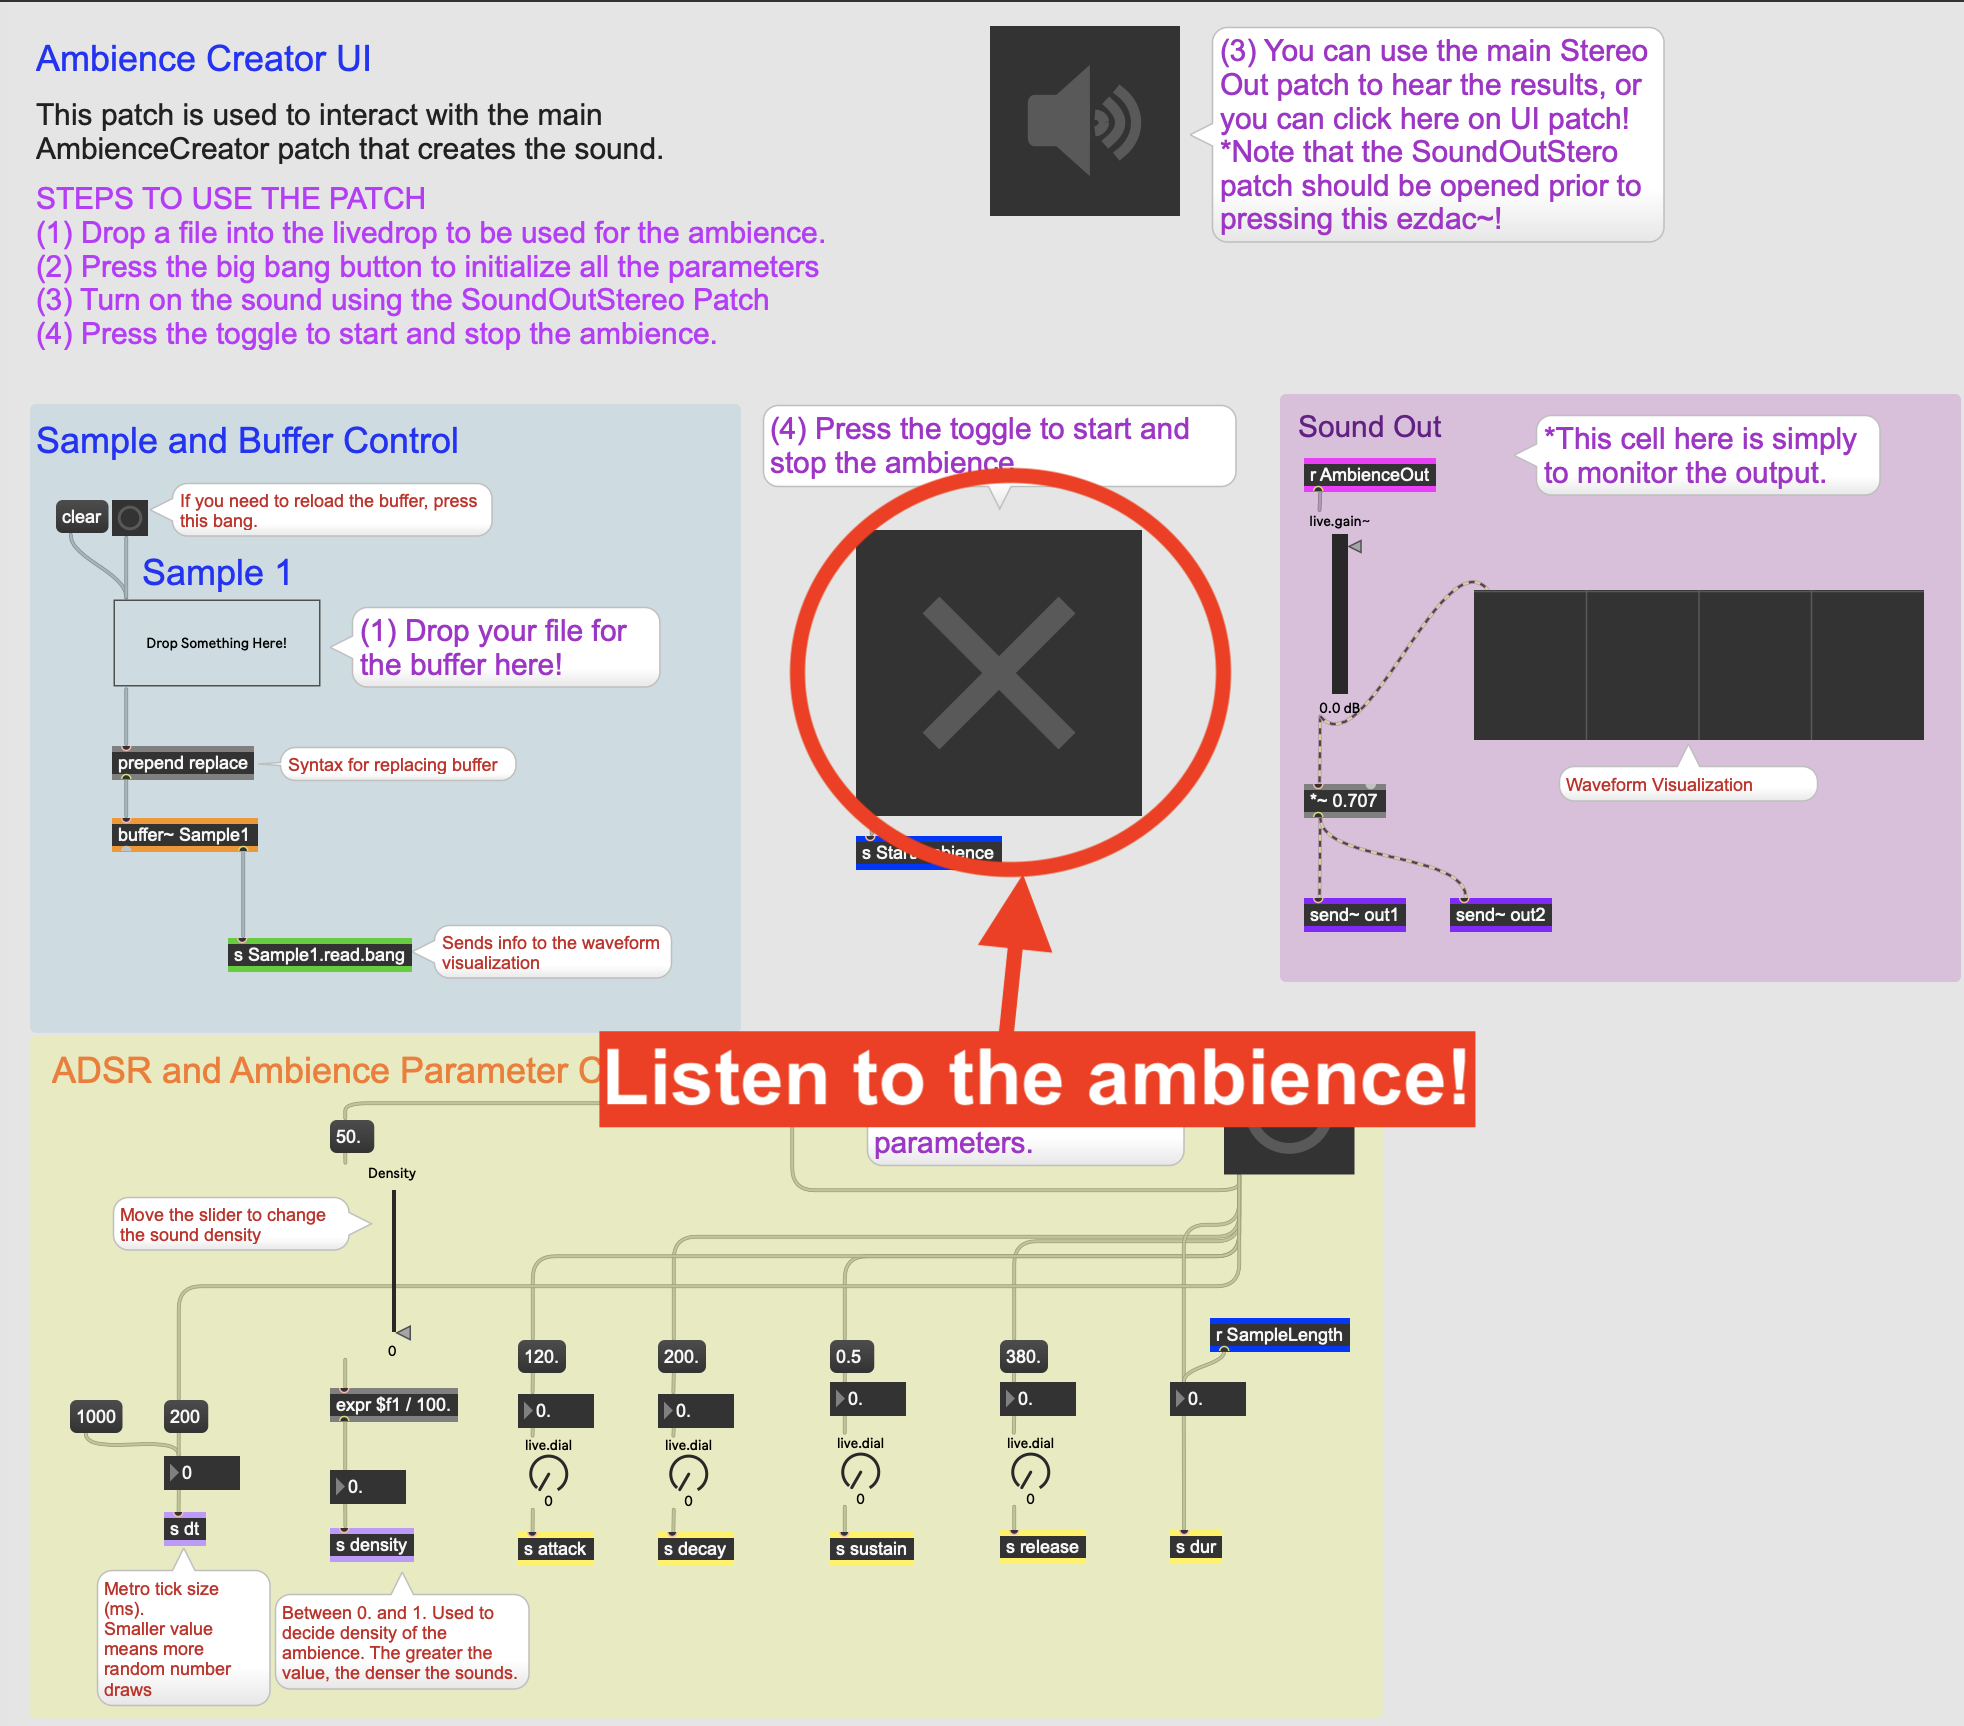 Ambience Creator UI
This patch is used to interact with the main
AmbienceCreator patch that creates the sound.
STEPS TO USE THE PATCH
(1) Drop a file into the livedrop to be used for the ambience.
(2) Press the big bang button to initialize all the parameters
(3) Turn on the sound using the SoundOutStereo Patch
(4) Press the toggle to start and stop the ambience.
(3) You can use the main Stereo
Out patch to hear the results, or
you can click here on UI patch!
*Note that the SoundOutStero
patch should be opened prior to
pressing this ezdac~!
Sample and Buffer Control
clear
If you need to reload the buffer, press
this bang.
Sample 1
Drop Something Here!
(1) Drop your file for
the buffer here!
prepend replace
Syntax for replacing buffer
buffer~ Sample1
s Sample1.read.bang
Sends info to the waveform
visualization
(4) Press the toggle to start and
stop the ambience
Sound Out
*This cell here is simply
to monitor the output.
r AmbienceOut
live.gain~
0.0 dB
Waveform Visualization
*~ 0.707
send~ out1
send~ out2
Listen to the ambience!
ADSR and Ambience Parameter
parameters.
50.
Density
Move the slider to change
the sound density
0
r SampleLength
120.
200.
0.5
380.
1000
200
expr $f1 / 100.
0.
0.
0.
0.
0.
live.dial
live.dial
live.dial
live.dial
0
0.
0
0
0
0
s dt
s density
s attack
s decay
s sustain
s release
s dur
Metro tick size
(ms).
Smaller value
means more
random number
draws
Between 0. and 1. Used to
decide density of the
ambience. The greater the
value, the denser the sounds.